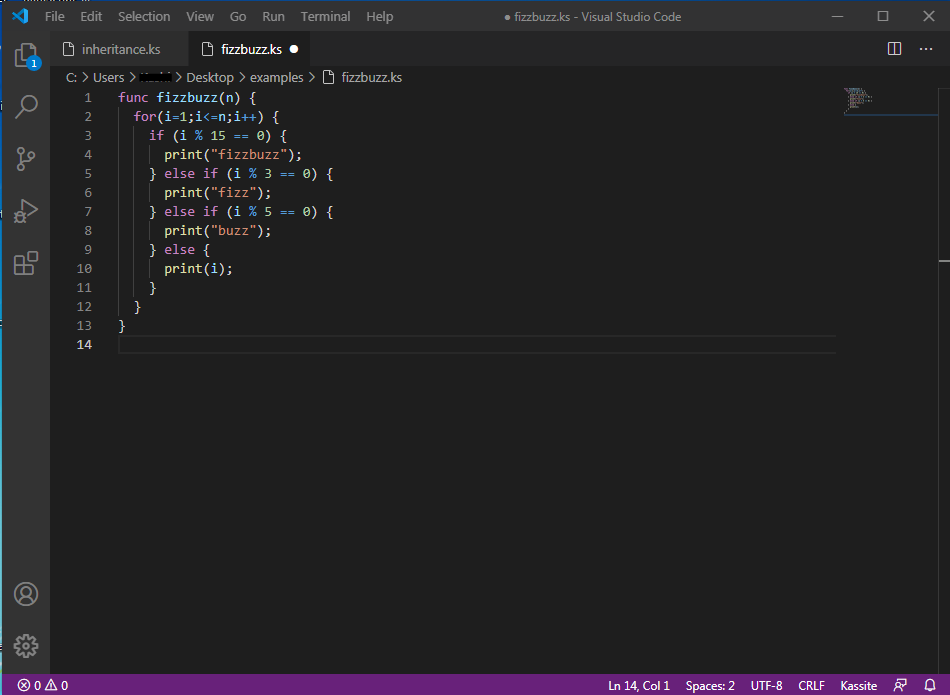 File Edit Selection View Go Run Terminal Help ● fizzbuzz.ks - Visual Studio Code
inheritance.ks fizzbuzz.ks ●
C: > Users > > Desktop > examples > fizzbuzz.ks
1
1 func fizzbuzz(n) {
2 for(i=1;i<=n;i++) {
3 if (i % 15 == 0) {
4 print("fizzbuzz");
5 } else if (i % 3 == 0) {
6 print("fizz");
7 } else if (i % 5 == 0) {
8 print("buzz");
9 } else {
10 print(i);
11 }
12 }
13 }
14
0 0 Ln 14, Col 1 Spaces: 2 UTF-8 CRLF Kassite